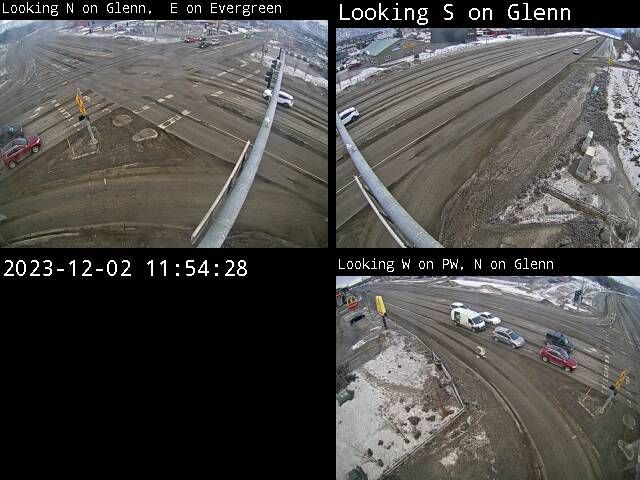 Looking N on Glenn,  E on Evergreen
Looking S on Glenn
2023-12-02 11:54:28
Looking W on PW, N on Glenn